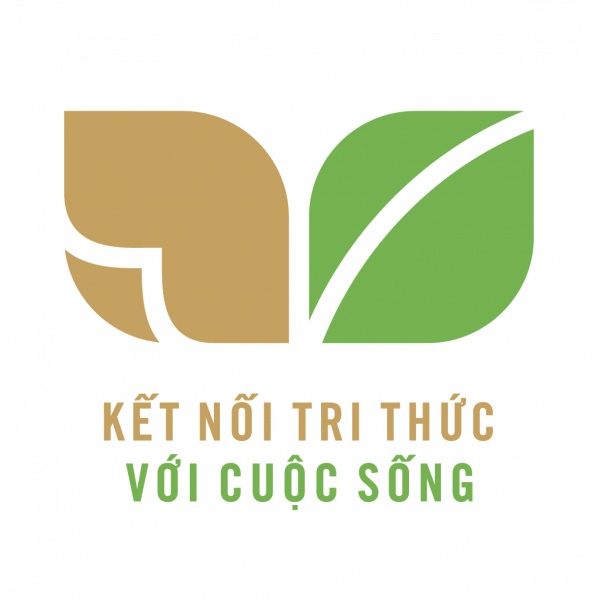 KẾT NỐI TRI THỨC
VỚI CUỘC SỐNG